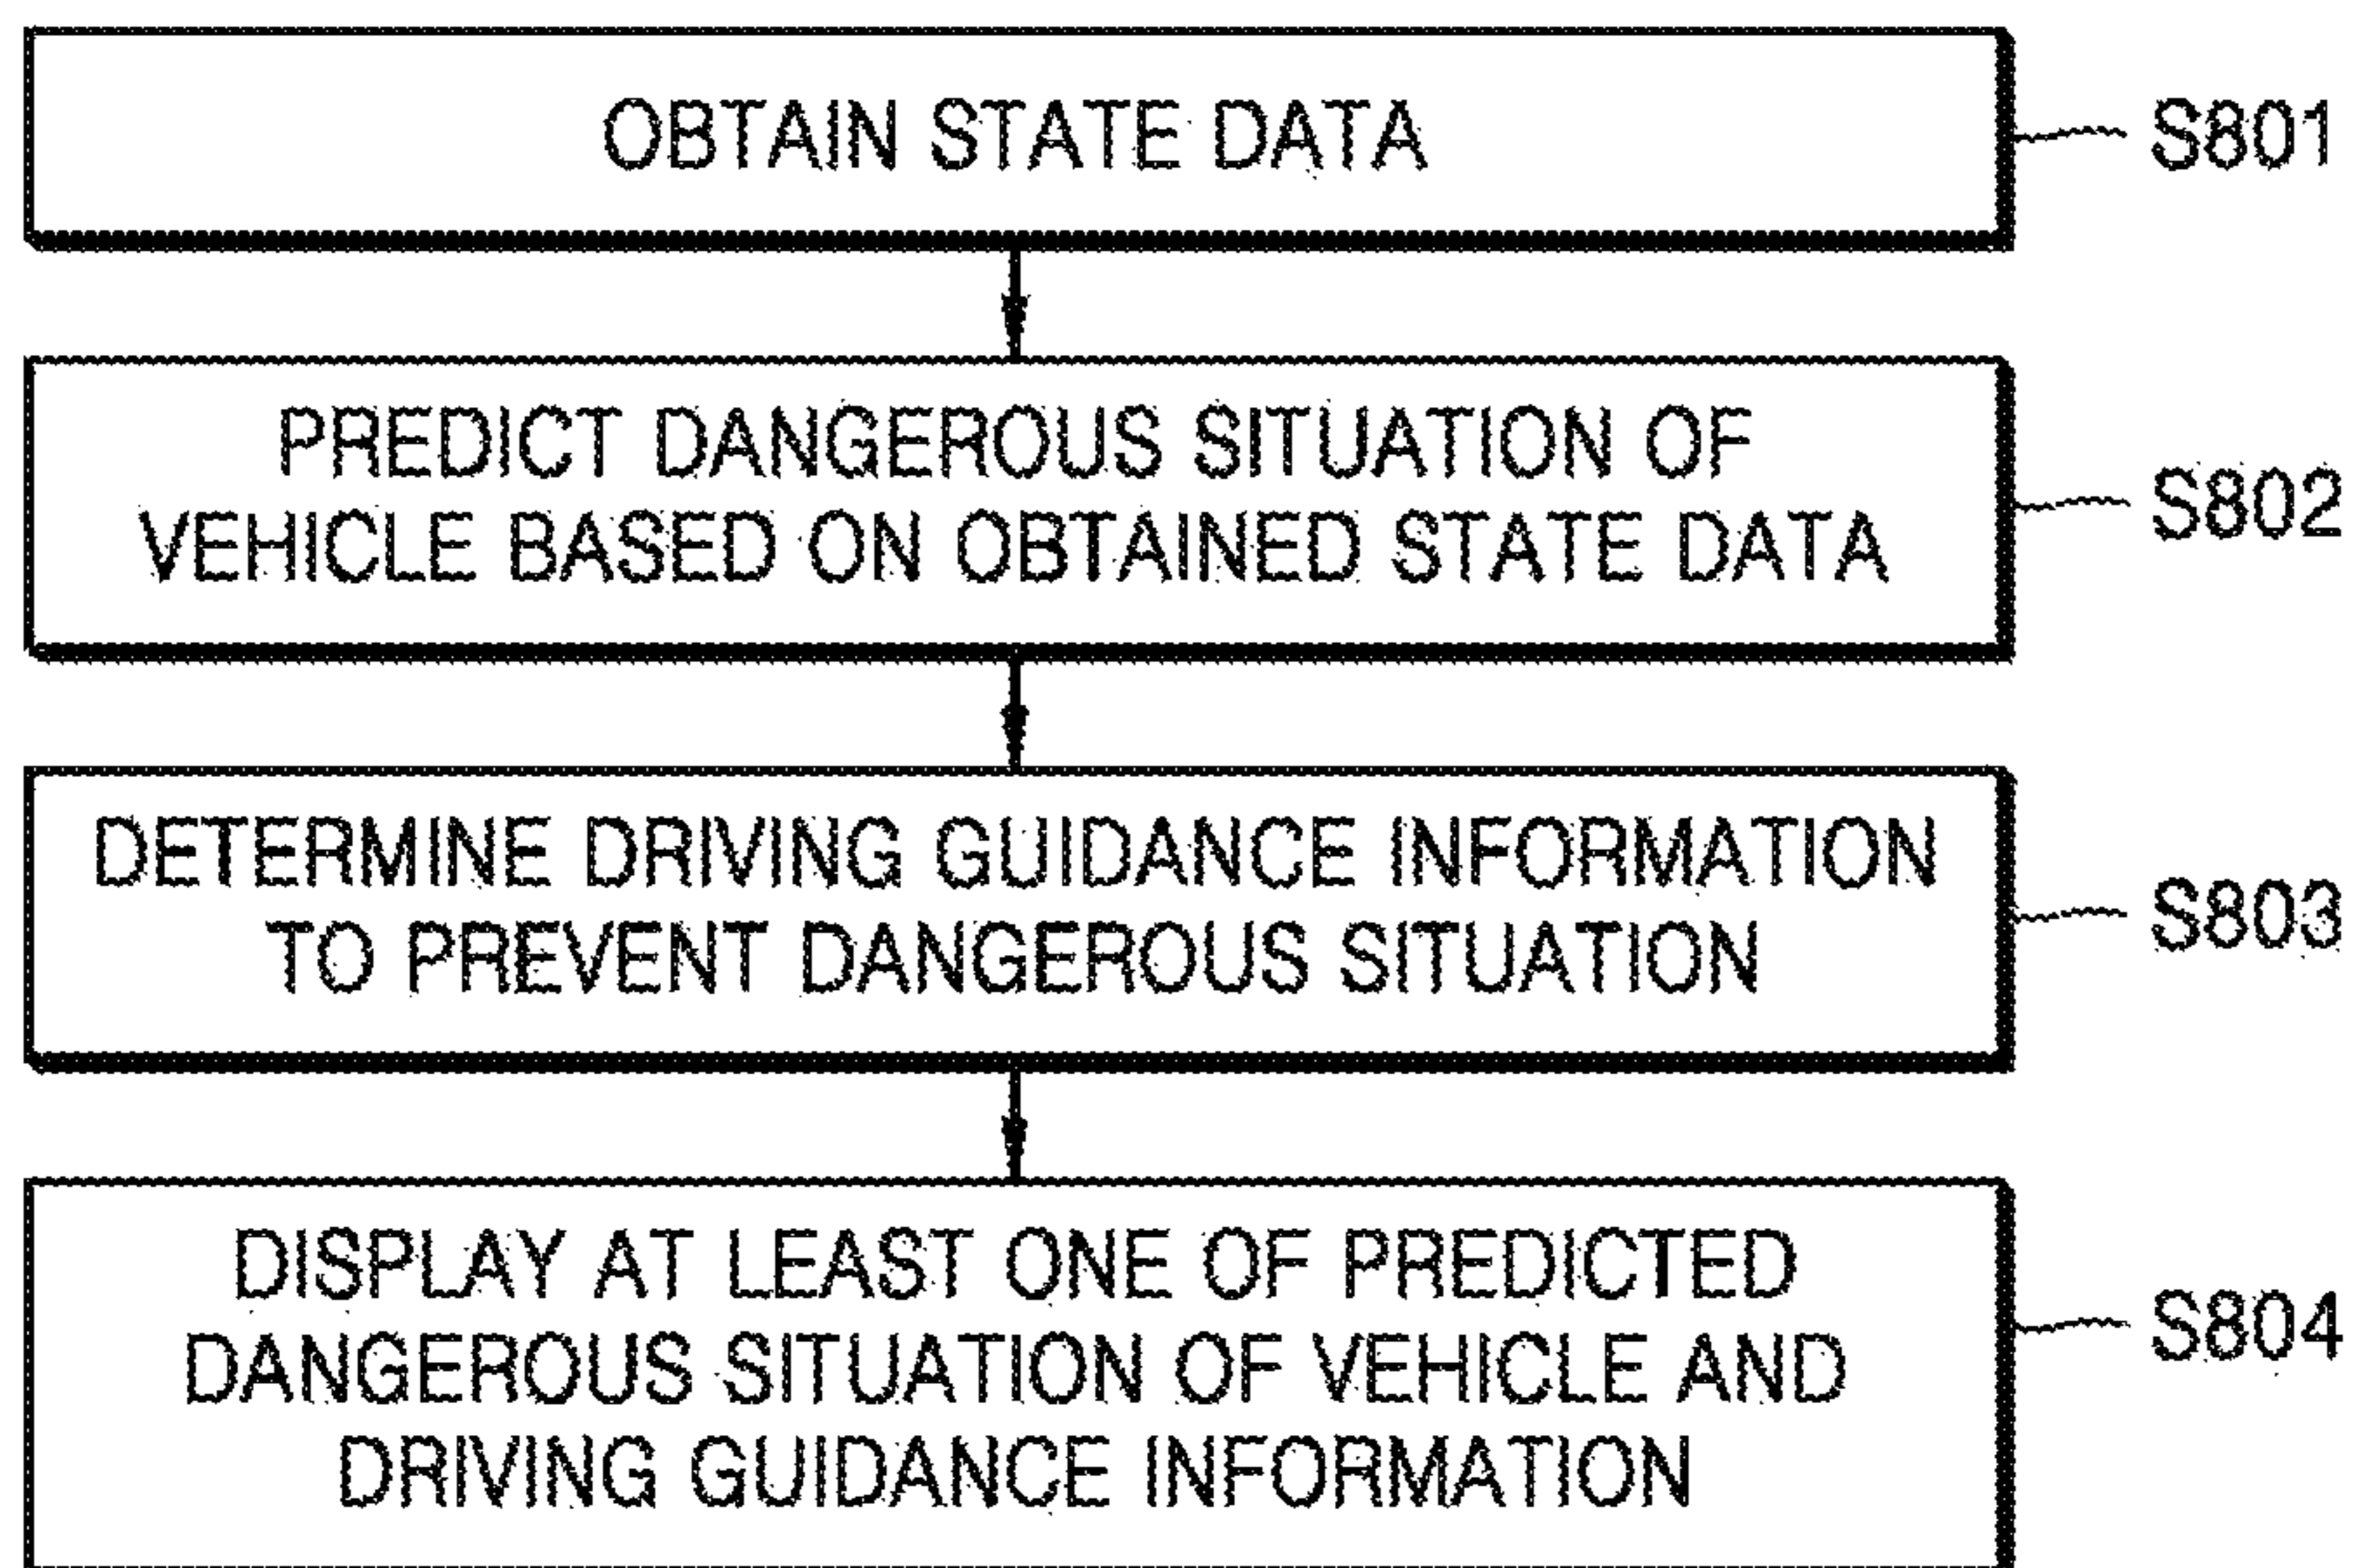 OBTAIN STATE DATA
S801
PREDICT DANGEROUS SITUATION OF
VEHICLE BASED ON OBTAINED STATE DATA
S802
DETERMINE DRIVING GUIDANCE INFORMATION
TO PREVENT DANGEROUS SITUATION
S803
DISPLAY AT LEAST ONE OF PREDICTED
DANGEROUS SITUATION OF VEHICLE AND
DRIVING GUIDANCE INFORMATION
S804